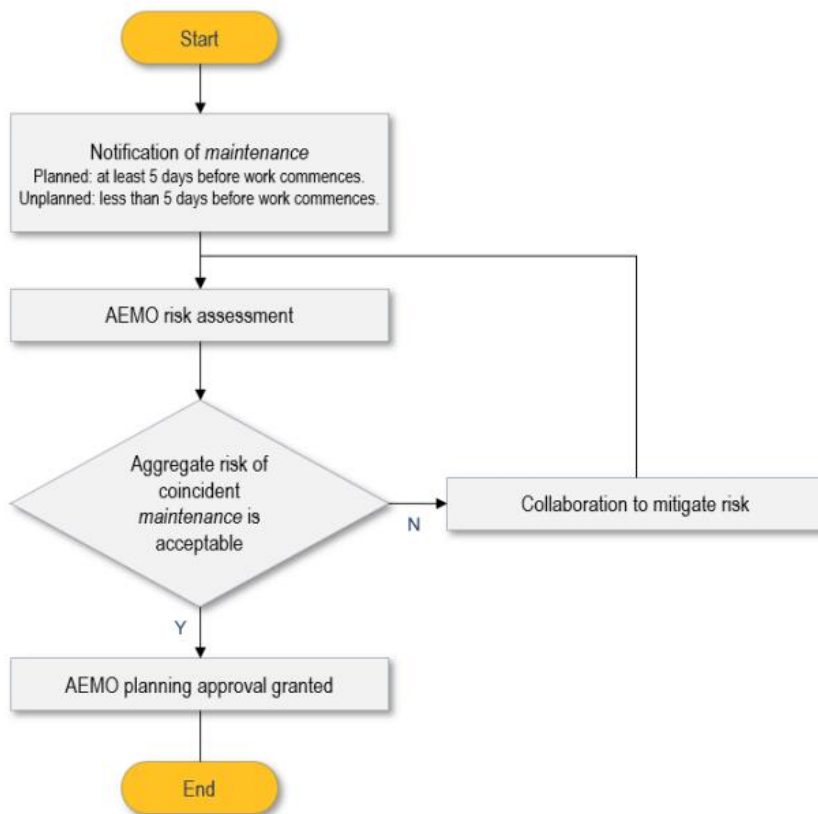 Start
Notification of maintenance
Planned: at least 5 days before work commences.
Unplanned: less than 5 days before work commences.
AEMO risk assessment
Aggregate risk of
coincident
maintenance is
acceptable
N
Collaboration to mitigate risk
Y
AEMO planning approval granted
End